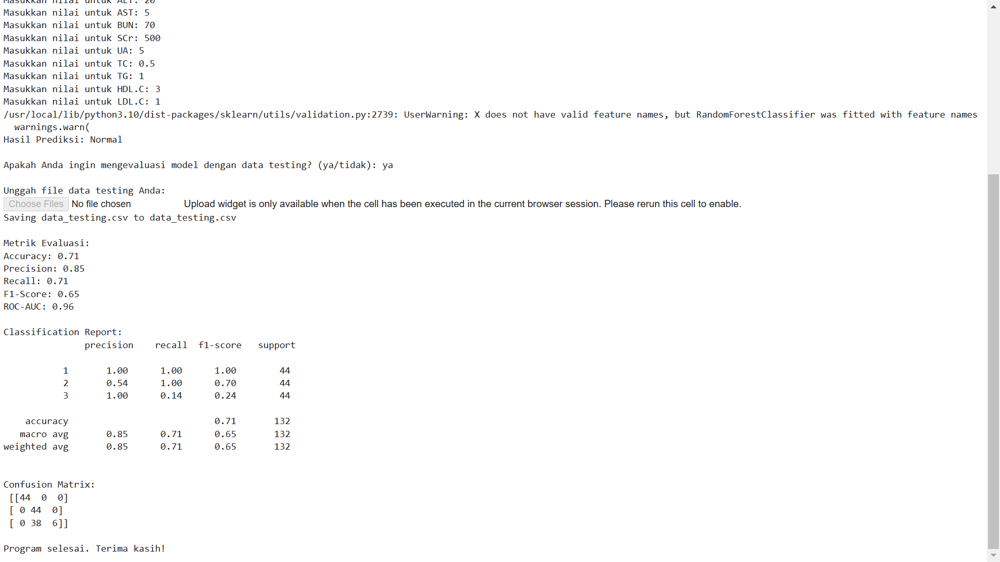 Masukkan nilai untuk ALT: 20
Masukkan nilai untuk AST: 5
Masukkan nilai untuk BUN: 70
Masukkan nilai untuk SCr: 500
Masukkan nilai untuk UA: 5
Masukkan nilai untuk TC: 0.5
Masukkan nilai untuk TG: 1
Masukkan nilai untuk HDL.C: 3
Masukkan nilai untuk LDL.C: 1
/usr/local/lib/python3.10/dist-packages/sklearn/utils/validation.py:2739: UserWarning: X does not have valid feature names, but RandomForestClassifier was fitted with feature names
warnings.warn(
Hasil Prediksi: Normal
Apakah Anda ingin mengevaluasi model dengan data testing? (ya/tidak): ya
Unggah file data testing Anda:
Choose Files No file chosen Upload widget is only available when the cell has been executed in the current browser session. Please rerun this cell to enable.
Saving data_testing.csv to data_testing.csv
Metrik Evaluasi:
Accuracy: 0.71
Precision: 0.85
Recall: 0.71
F1-Score: 0.65
ROC-AUC: 0.96
Classification Report:
precision recall f1-score support
1 1.00 1.00 1.00 44
2 0.54 1.00 0.70 44
3 1.00 0.14 0.24 44
accuracy 0.71 132
macro avg 0.85 0.71 0.65 132
weighted avg 0.85 0.71 0.65 132
Confusion Matrix:
[[44 0 0]
[ 0 44 0]
[ 0 38 6]]
Program selesai. Terima kasih!